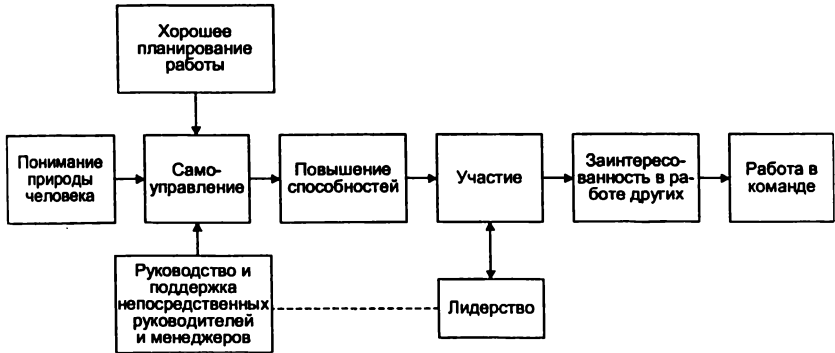 Хорошее
планирование
работы
Понимание
природы
человека
Само-
управление
Повышение
способностей
Участие
Заинтересо-
ванность в ра-
боте других
Работа в
команде
Руководство и
поддержка
непосредственных
руководителей
и менеджеров
Лидерство